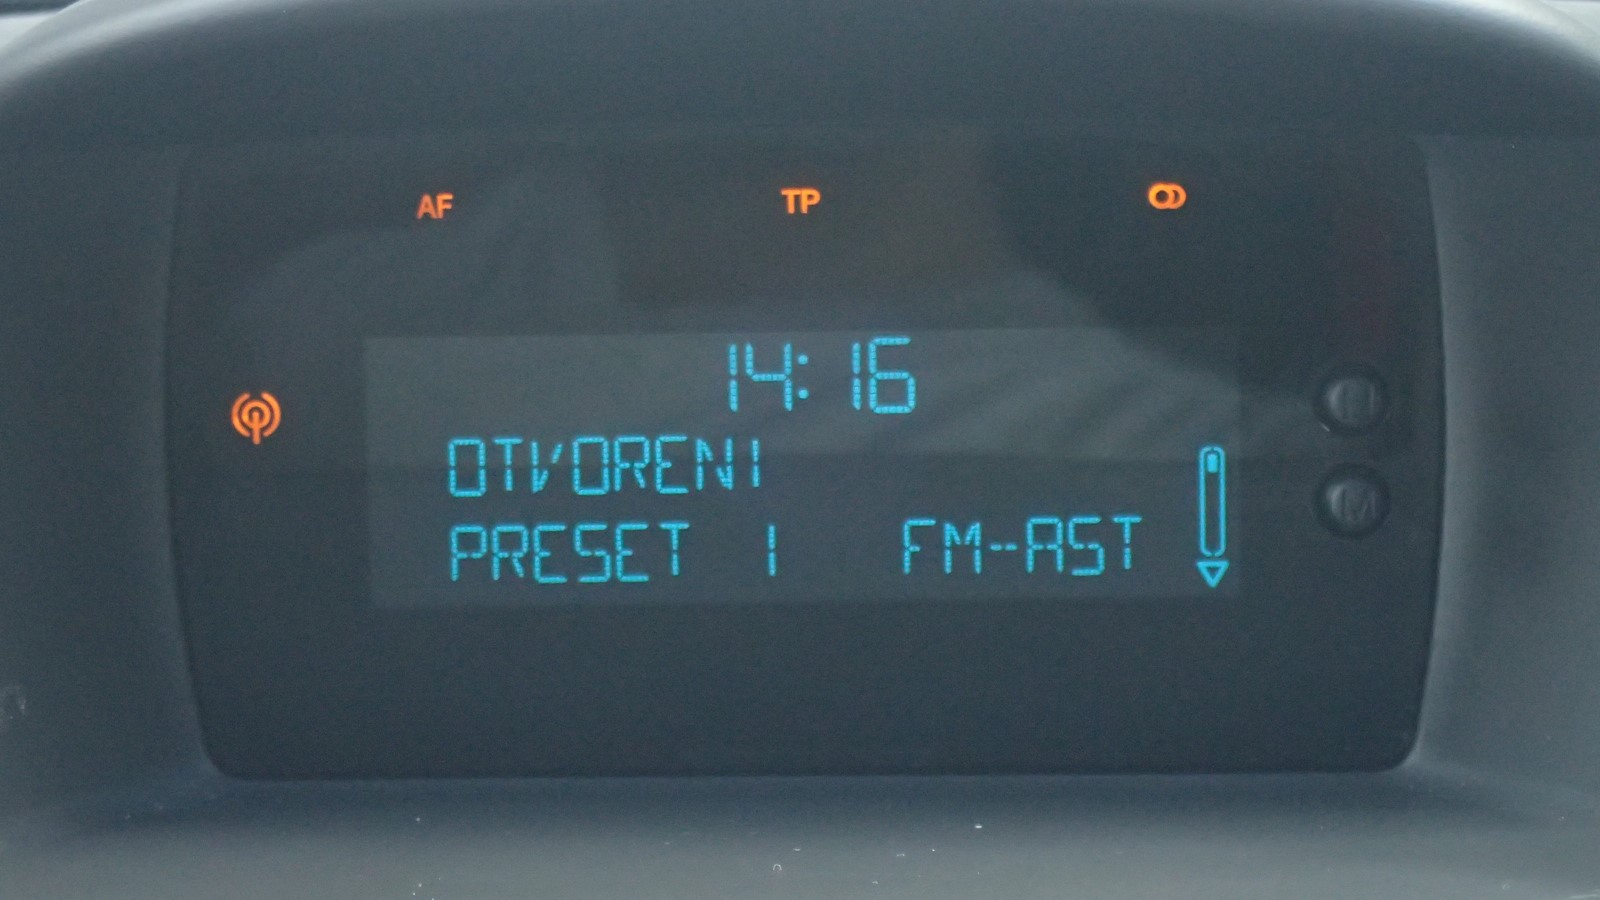 AF TP
14:16
OTVORENI
PRESET 1 FM-AST
H
M